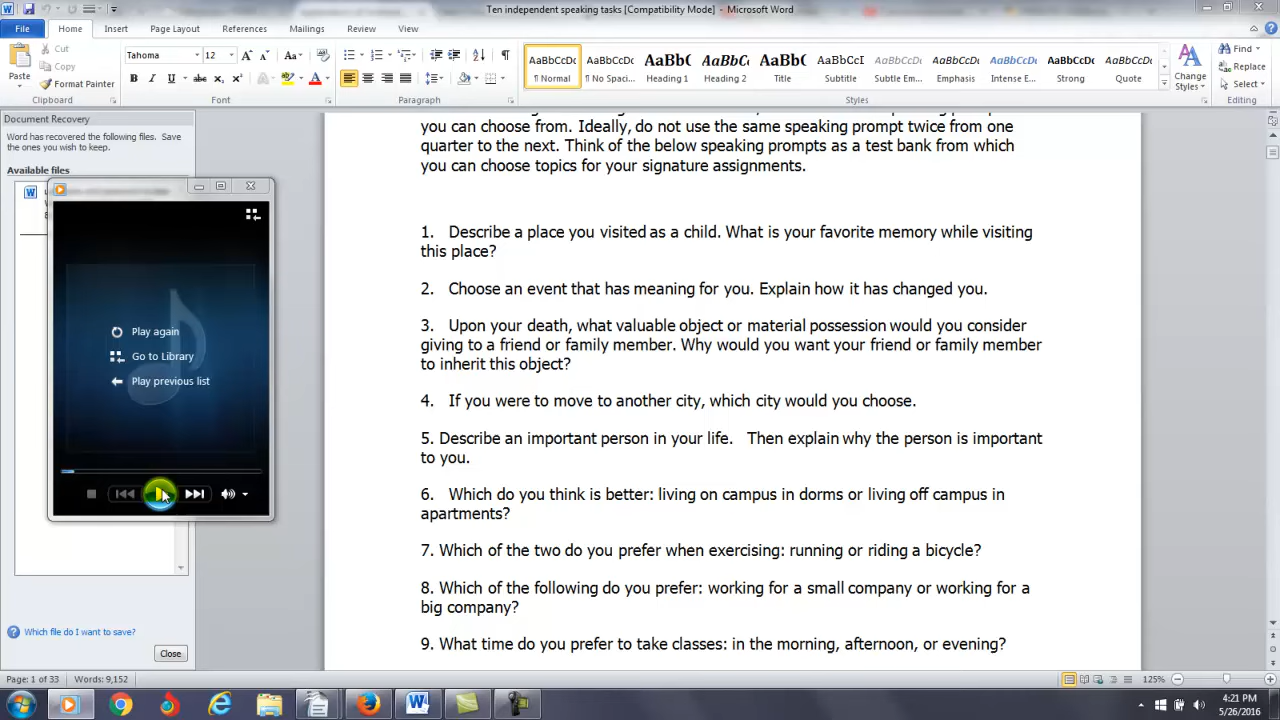 Ten independent speaking tasks [Compatibility Mode] - Microsoft Word
File Home Insert Page Layout References Mailings Review View
Paste
Cut
Copy
Format Painter
Clipboard
Tahoma 12
Font
Paragraph
AaBbCcDc AaBbCcDc AaBbC AaBbCc AaBb( AaBbCcI AaBbCcDc AaBbCcDc AaBbCcDc AaBbCcDc AaBbCcDc
¶ Normal ¶ No Spaci... Heading 1 Heading 2 Title Subtitle Subtle Em... Emphasis Intense E... Strong Quote
Styles
Change Styles
Find
Replace
Select
Editing
Document Recovery
Word has recovered the following files. Save
the ones you wish to keep.
Available files
Play again
Go to Library
Play previous list
Which file do I want to save?
Close
you can choose from. Ideally, do not use the same speaking prompt twice from one
quarter to the next. Think of the below speaking prompts as a test bank from which
you can choose topics for your signature assignments.
1. Describe a place you visited as a child. What is your favorite memory while visiting
this place?
2. Choose an event that has meaning for you. Explain how it has changed you.
3. Upon your death, what valuable object or material possession would you consider
giving to a friend or family member. Why would you want your friend or family member
to inherit this object?
4. If you were to move to another city, which city would you choose.
5. Describe an important person in your life. Then explain why the person is important
to you.
6. Which do you think is better: living on campus in dorms or living off campus in
apartments?
7. Which of the two do you prefer when exercising: running or riding a bicycle?
8. Which of the following do you prefer: working for a small company or working for a
big company?
9. What time do you prefer to take classes: in the morning, afternoon, or evening?
Page: 1 of 33 Words: 9,152
125%
4:21 PM
5/26/2016